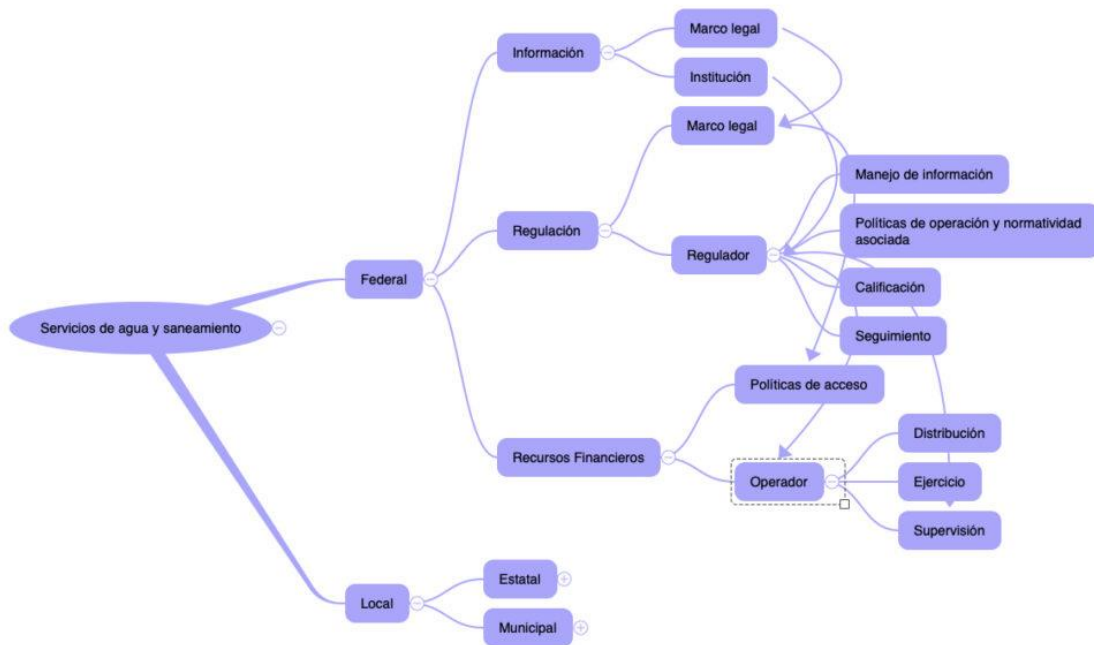 Marco legal
Información
Institución
Marco legal
Manejo de información
Políticas de operación y normatividad
asociada
Regulación
Regulador
Federal
Calificación
Servicios de agua y saneamiento
Seguimiento
Políticas de acceso
Distribución
Recursos Financieros
Operador
Ejercicio
Supervisión
Estatal
Local
Municipal